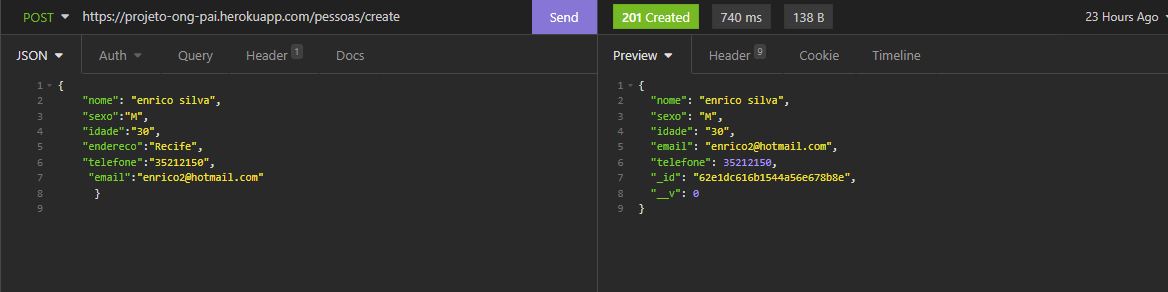 POST https://projeto-ong-pai.herokuapp.com/pessoas/create Send 201 Created 740 ms 138 B 23 Hours Ago
JSON Auth Query Header 1 Docs
1 {
2 "nome": "enrico silva",
3 "sexo":"M",
4 "idade":"30",
5 "endereco":"Recife",
6 "telefone":"35212150",
7 "email":"enrico2@hotmail.com"
8 }
9
Preview Header 9 Cookie Timeline
1 {
2 "nome": "enrico silva",
3 "sexo": "M",
4 "idade": "30",
5 "email": "enrico2@hotmail.com",
6 "telefone": 35212150,
7 "_id": "62e1dc616b1544a56e678b8e",
8 "__v": 0
9 }